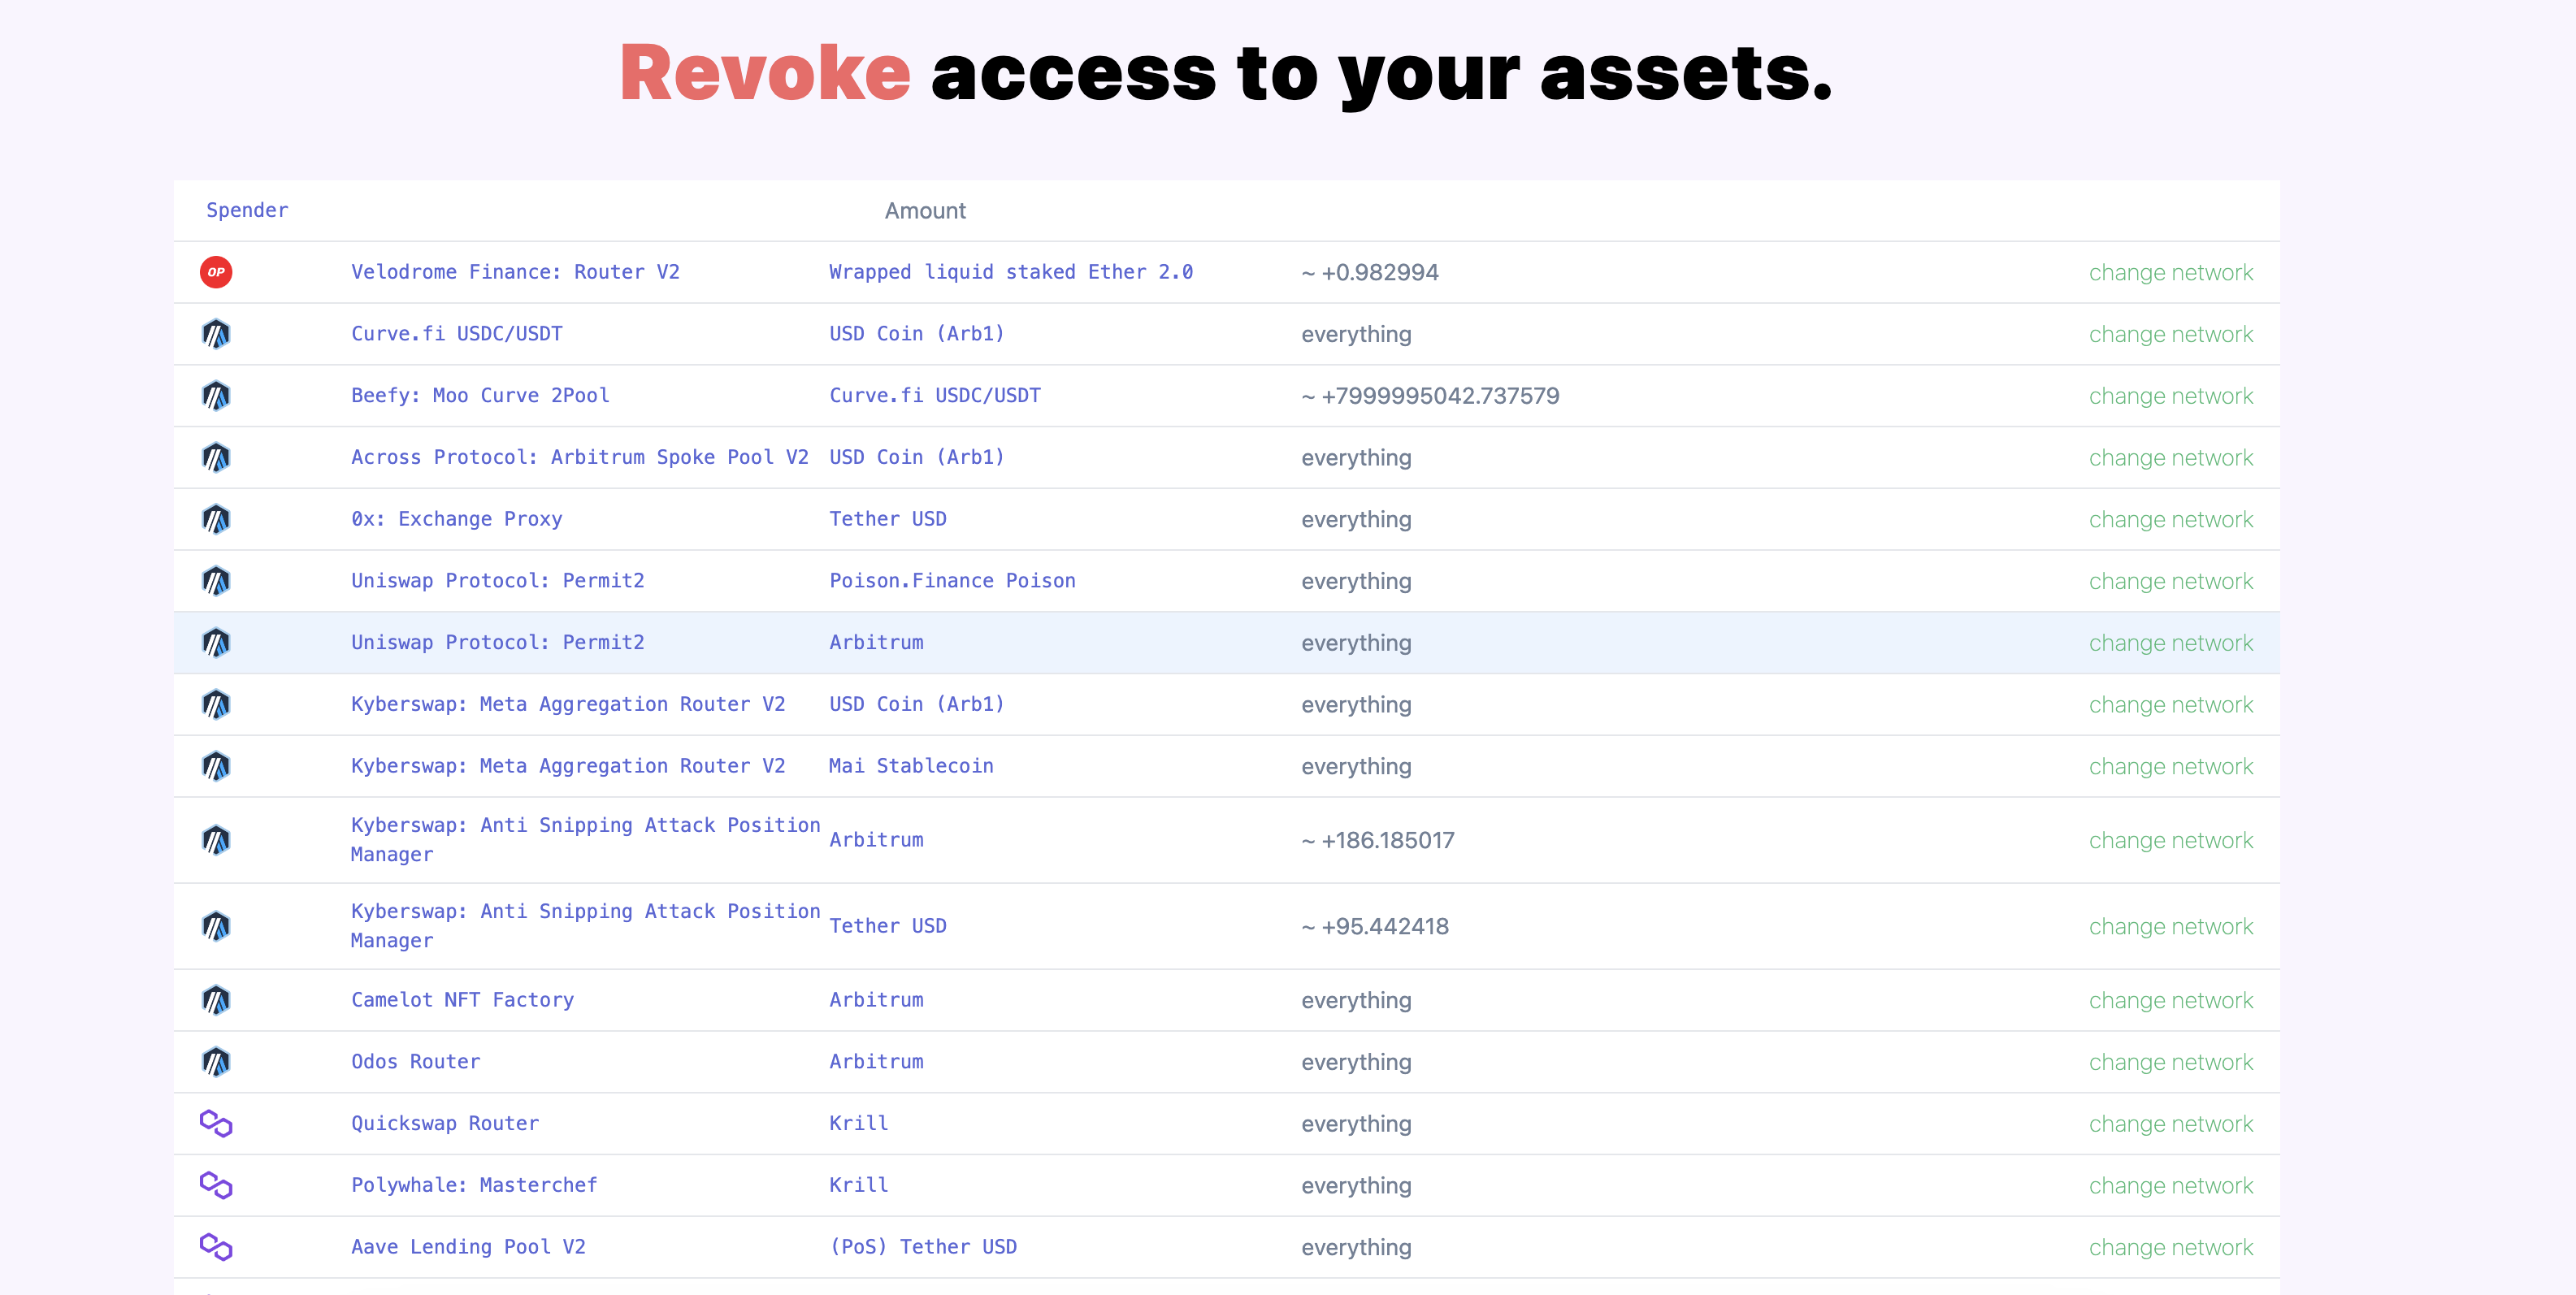 Revoke access to your assets.
Spender Amount
OP Velodrome Finance: Router V2 Wrapped liquid staked Ether 2.0 ~ +0.982994 change network
Curve.fi USDC/USDT USD Coin (Arb1) everything change network
Beefy: Moo Curve 2Pool Curve.fi USDC/USDT ~ +7999995042.737579 change network
Across Protocol: Arbitrum Spoke Pool V2 USD Coin (Arb1) everything change network
0x: Exchange Proxy Tether USD everything change network
Uniswap Protocol: Permit2 Poison.Finance Poison everything change network
Uniswap Protocol: Permit2 Arbitrum everything change network
Kyberswap: Meta Aggregation Router V2 USD Coin (Arb1) everything change network
Kyberswap: Meta Aggregation Router V2 Mai Stablecoin everything change network
Kyberswap: Anti Snipping Attack Position
Manager Arbitrum ~ +186.185017 change network
Kyberswap: Anti Snipping Attack Position
Manager Tether USD ~ +95.442418 change network
Camelot NFT Factory Arbitrum everything change network
Odos Router Arbitrum everything change network
Quickswap Router Krill everything change network
Polywhale: Masterchef Krill everything change network
Aave Lending Pool V2 (PoS) Tether USD everything change network